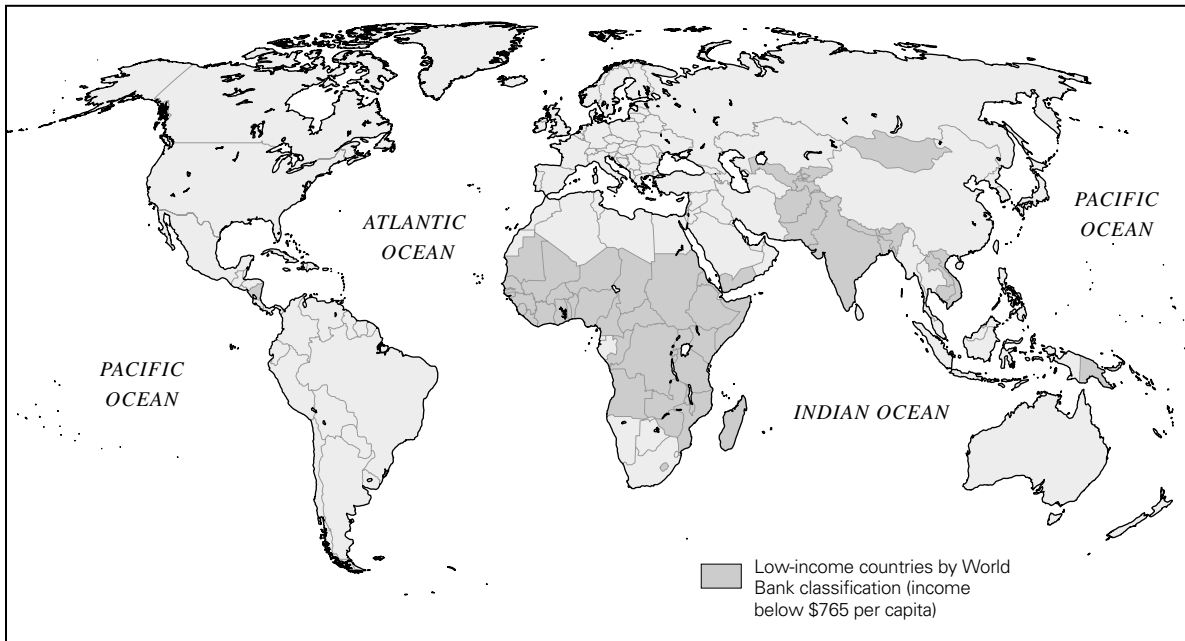 ATLANTIC
OCEAN
PACIFIC
OCEAN
PACIFIC
OCEAN
INDIAN OCEAN
Low-income countries by World
Bank classification (income
below $765 per capita)